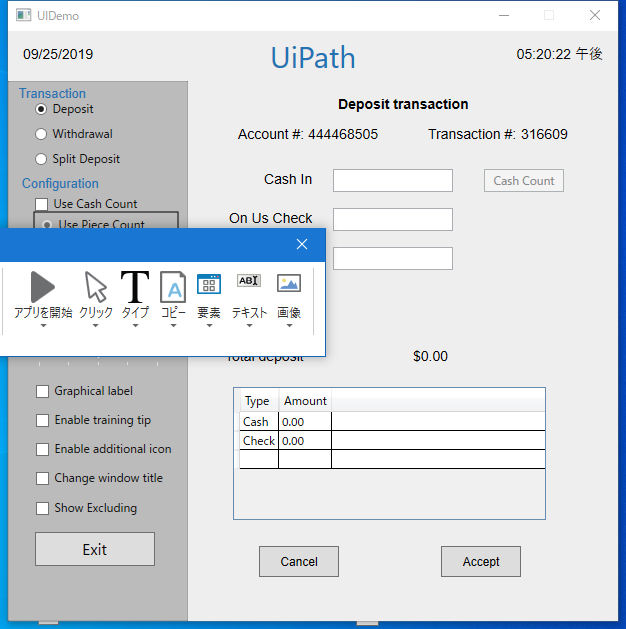 UIDemo
09/25/2019
UiPath
05:20:22 午後
Transaction
Deposit
Withdrawal
Split Deposit
Configuration
Use Cash Count
Use Piece Count
Deposit transaction
Account #: 444468505
Transaction #: 316609
Cash In
Cash Count
On Us Check
アプリを開始
クリック
T
タイプ
A
コピー
要素
ABI
テキスト
画像
Total deposit
$0.00
Graphical label
Enable training tip
Enable additional icon
Change window title
Show Excluding
Exit
Type Amount
Cash 0.00
Check 0.00
Cancel
Accept